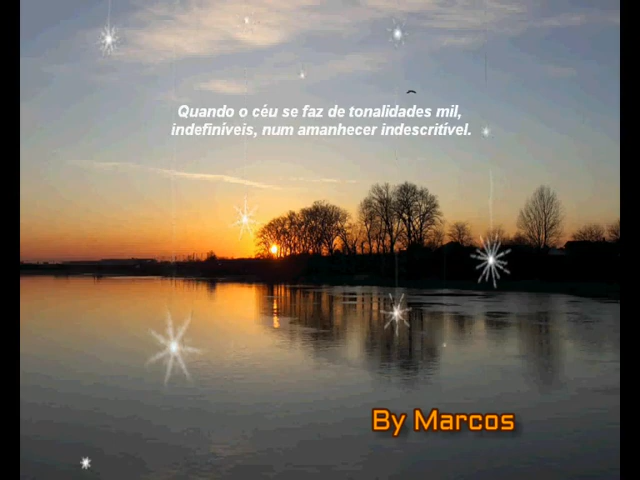 Quando o céu se faz de tonalidades mil,
indefiníveis, num amanhecer indescritível.
By Marcos